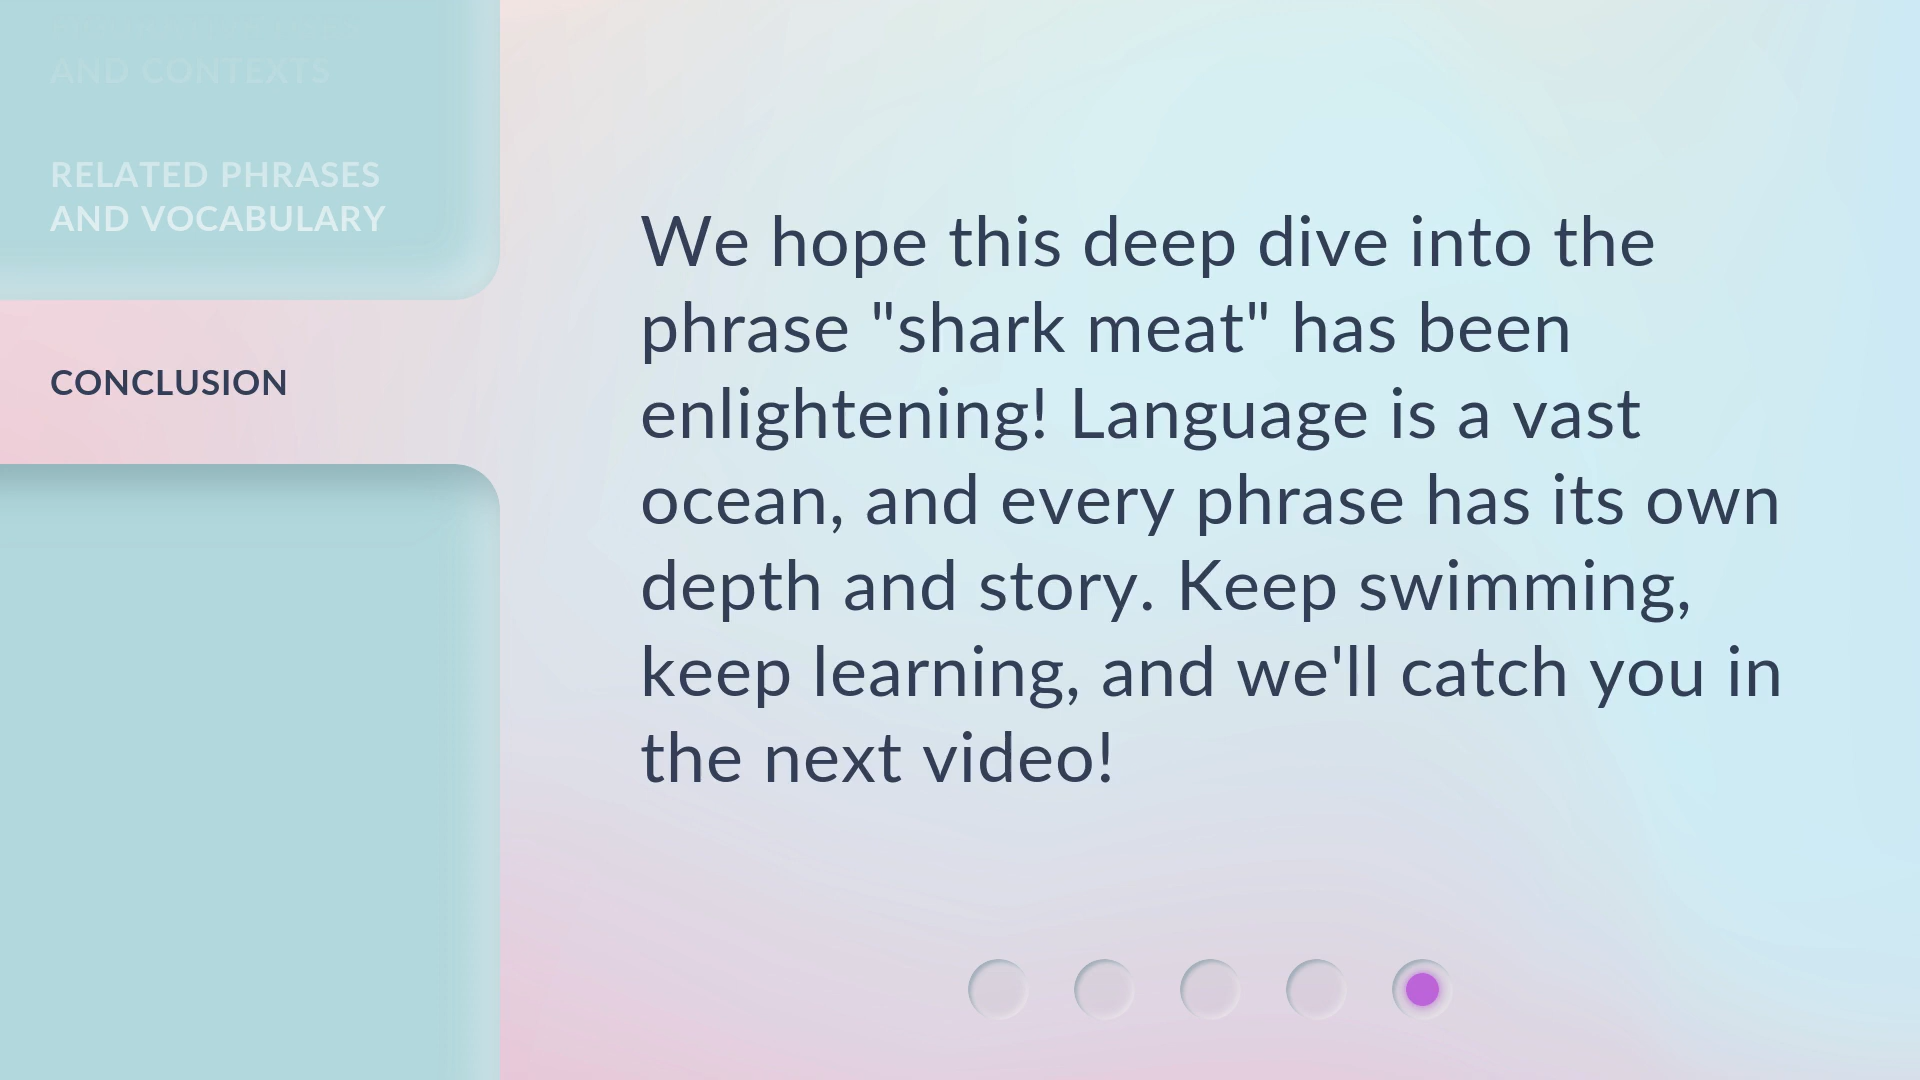 AND CONTEXTS
RELATED PHRASES
AND VOCABULARY
CONCLUSION
We hope this deep dive into the
phrase "shark meat" has been
enlightening! Language is a vast
ocean, and every phrase has its own
depth and story. Keep swimming,
keep learning, and we'll catch you in
the next video!